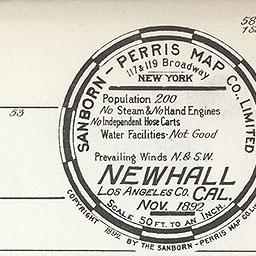 58
SANBORN - PERRIS MAP CO., LIMITED
117 & 119 Broadway
NEW YORK
Population 200
No Steam & No Hand Engines
No Independent Hose Carts
Water Facilities - Not Good
53
Prevailing Winds N. & S.W.
NEWHALL
LOS ANGELES CO. CAL.
NOV. 1892
SCALE 50 FT. TO AN INCH.
COPYRIGHT 1892 BY THE SANBORN - PERRIS MAP CO. LI